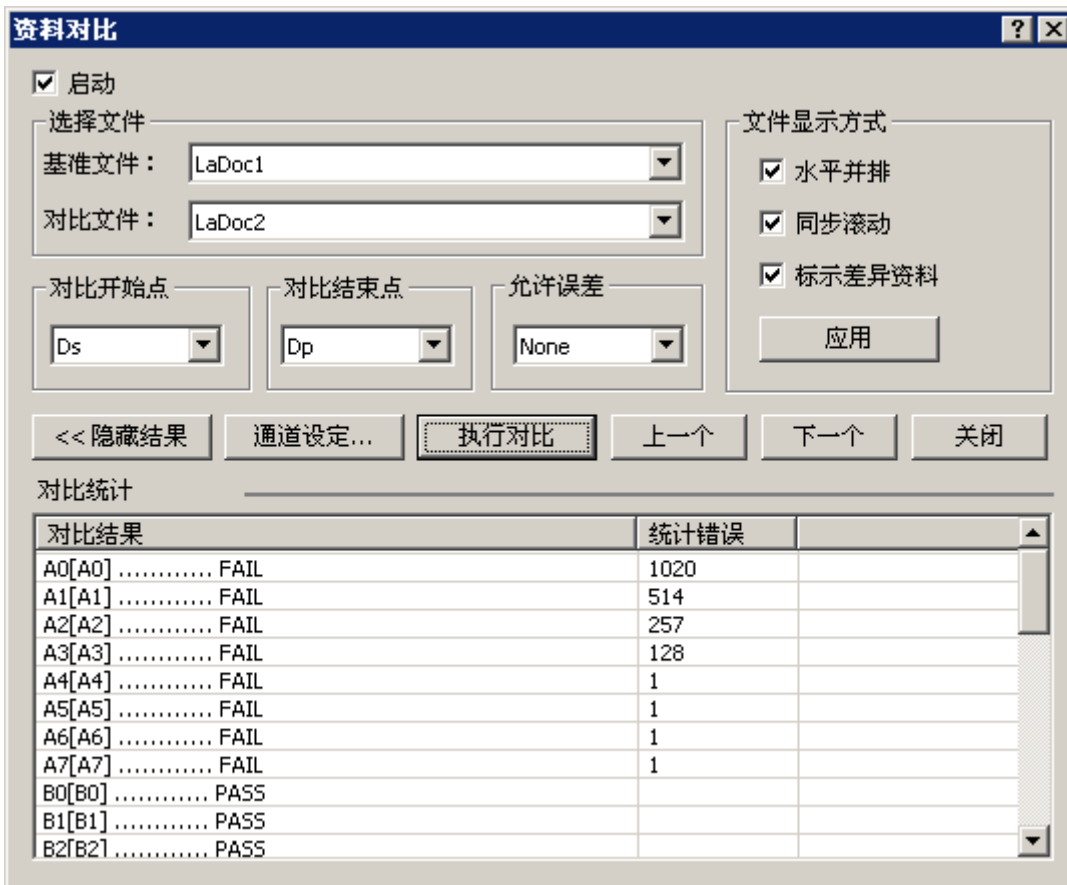 资料对比
启动
选择文件
基准文件： LaDoc1
对比文件： LaDoc2
文件显示方式
水平并排
同步滚动
标示差异资料
应用
对比开始点 对比结束点 允许误差
Ds Dp None
<< 隐藏结果 通道设定... 执行对比 上一个 下一个 关闭
对比统计
对比结果 统计错误
A0[A0] ............ FAIL 1020
A1[A1] ............ FAIL 514
A2[A2] ............ FAIL 257
A3[A3] ............ FAIL 128
A4[A4] ............ FAIL 1
A5[A5] ............ FAIL 1
A6[A6] ............ FAIL 1
A7[A7] ............ FAIL 1
B0[B0] ............ PASS
B1[B1] ............ PASS
B2[B2] ............ PASS